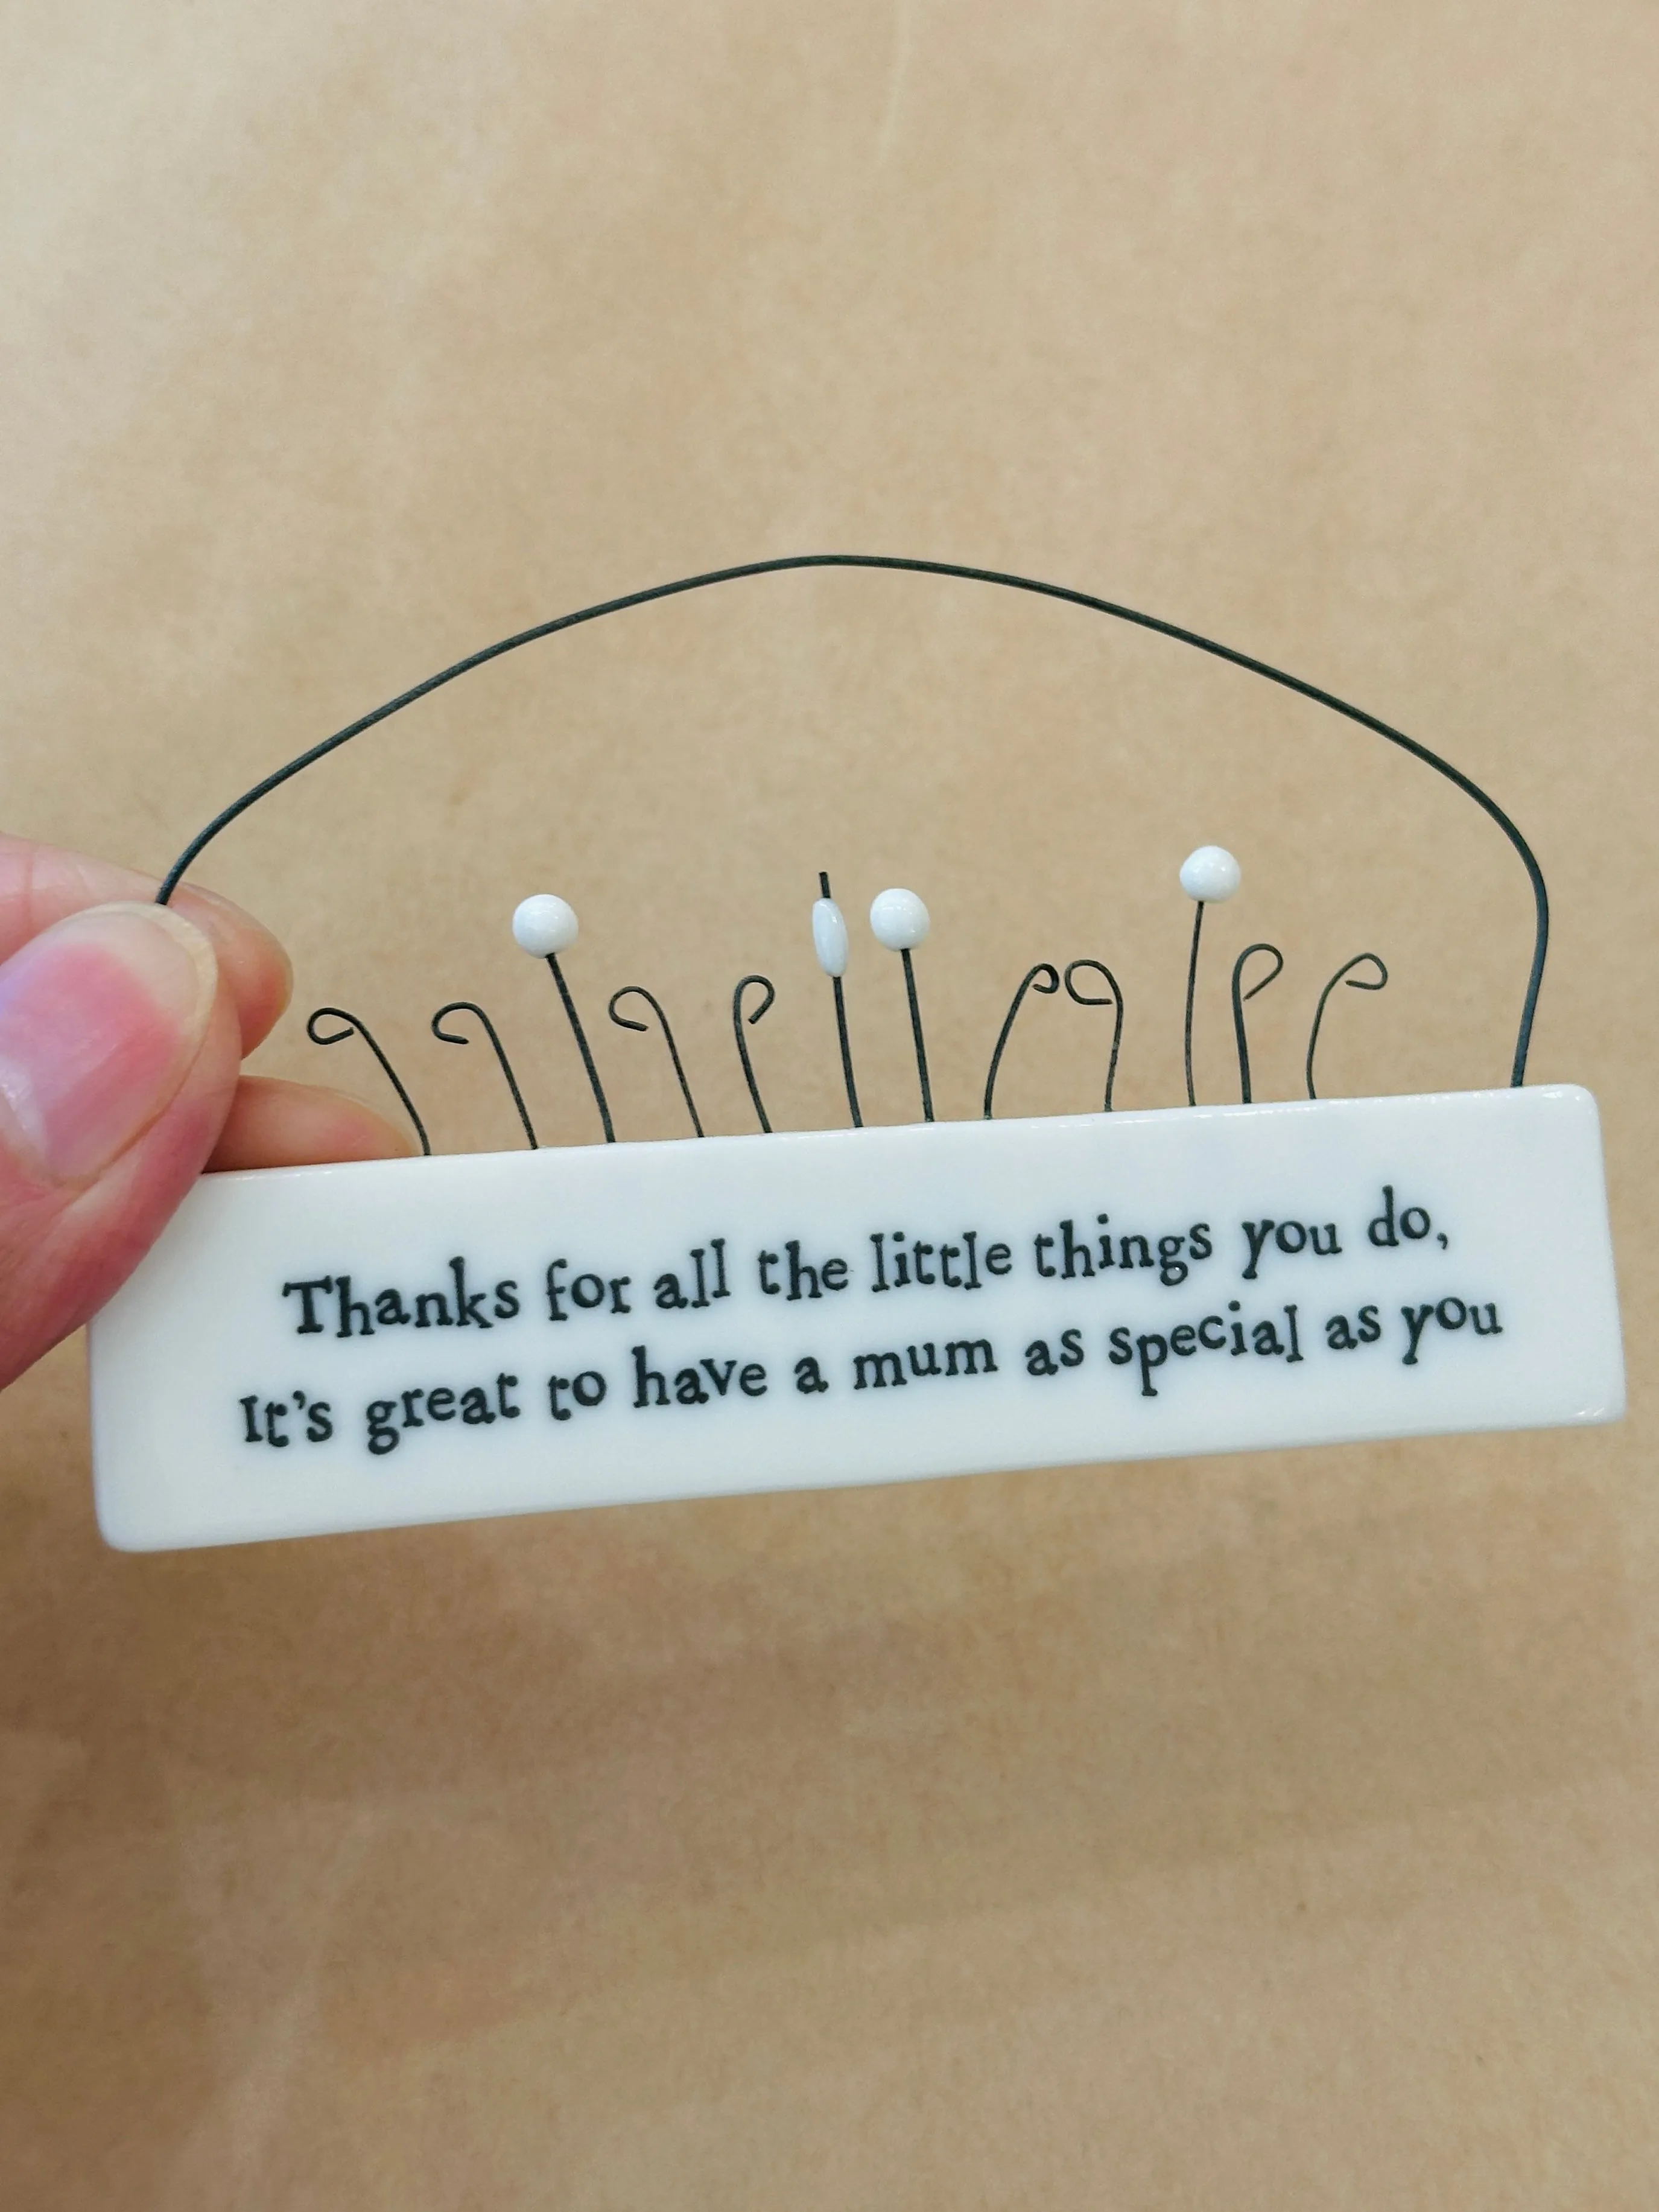 Thanks for all the little things you do,
It's great to have a mum as special as you